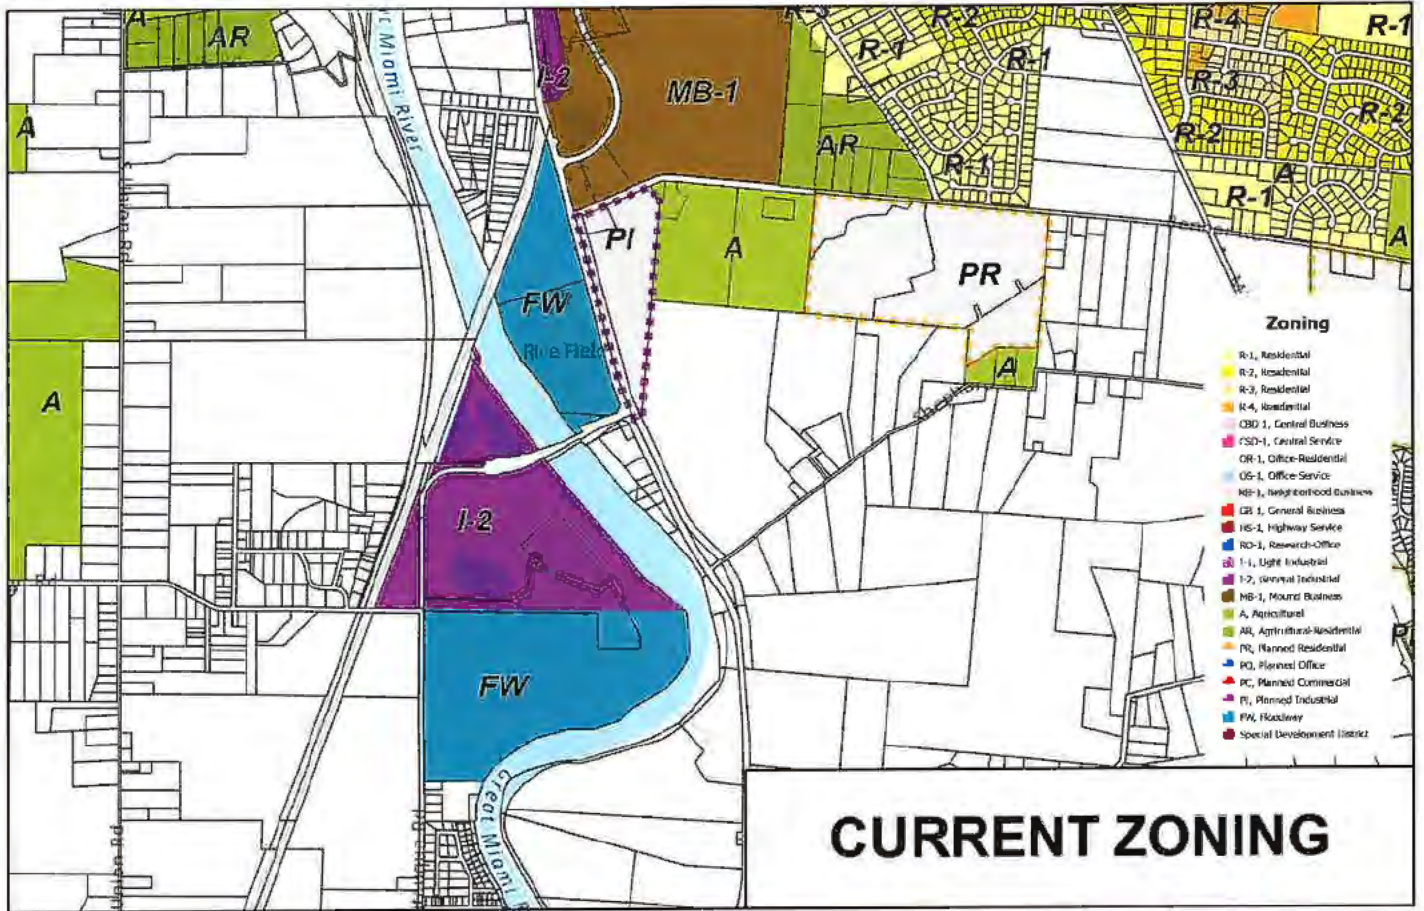 A
AR
Miami River
I-2
MB-1
R-3
R-2
R-1
R-1
R-4
R-3
R-2
R-2
R-1
A
AR
R-1
A
R-1
A
PI
A
PR
FW
A
A
I-2
FW
Great Miami R
Zoning
R-1, Residential
R-2, Residential
R-3, Residential
R-4, Residential
CBD-1, Central Business
CSD-1, Central Service
OR-1, Office-Residential
OS-1, Office-Service
NB-1, Neighborhood Business
GB-1, General Business
HS-1, Highway Service
RO-1, Research-Office
I-1, Light Industrial
I-2, General Industrial
MB-1, Mound Business
A, Agricultural
AR, Agricultural-Residential
PR, Planned Residential
PO, Planned Office
PC, Planned Commercial
PI, Planned Industrial
FW, Floodway
Special Development District
CURRENT ZONING